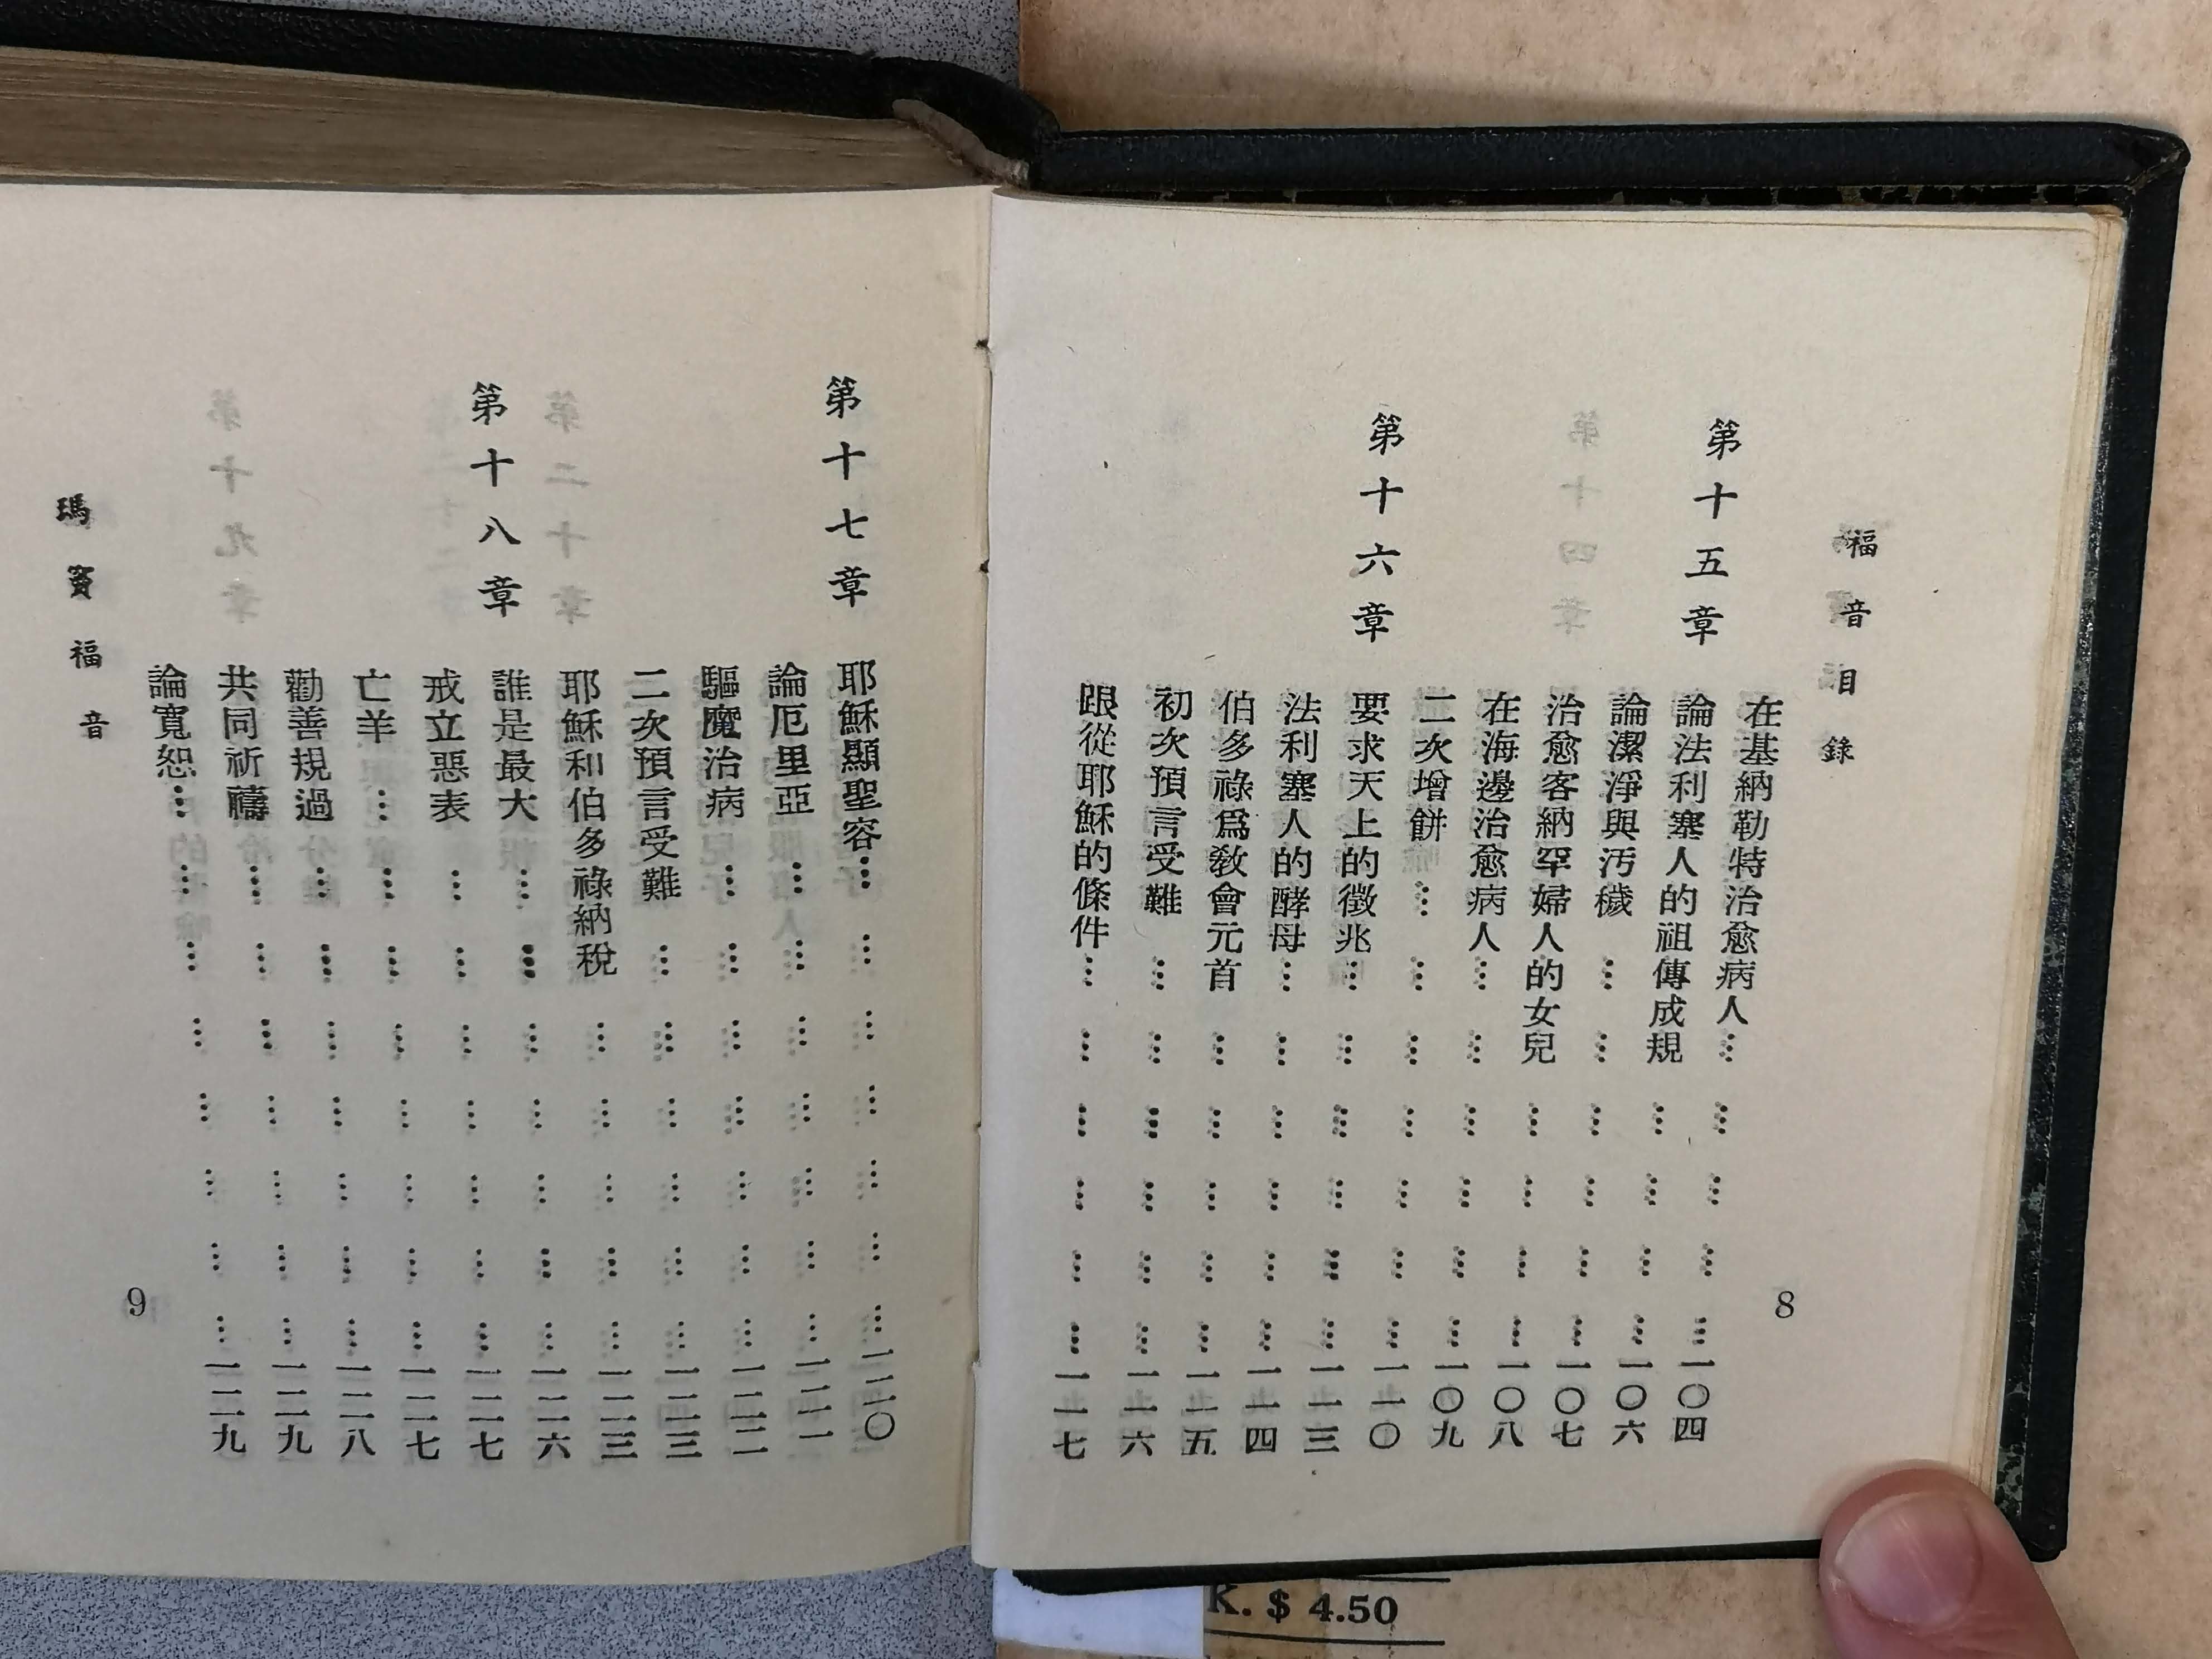 福音目錄
8
在基納勒特治愈病人……一〇四
第十五章 論法利塞人的祖傳成規……一〇六
論潔淨與汚穢……一〇七
治愈客納罕婦人的女兒……一〇八
在海邊治愈病人……一〇九
二次增餅……一一〇
第十六章 要求天上的徵兆……一一三
法利塞人的酵母……一一四
伯多祿爲敎會元首……一一五
初次預言受難……一一六
跟從耶穌的條件……一一七
第十七章 耶穌顯聖容……一二〇
論厄里亞……一二一
驅魔治病……一二二
二次預言受難……一二三
耶穌和伯多祿納稅……一二三
第十八章 誰是最大……一二六
戒立惡表……一二七
亡羊……一二七
勸善規過……一二八
共同祈禱……一二九
論寬恕……一二九
瑪竇福音
9
K. $ 4.50